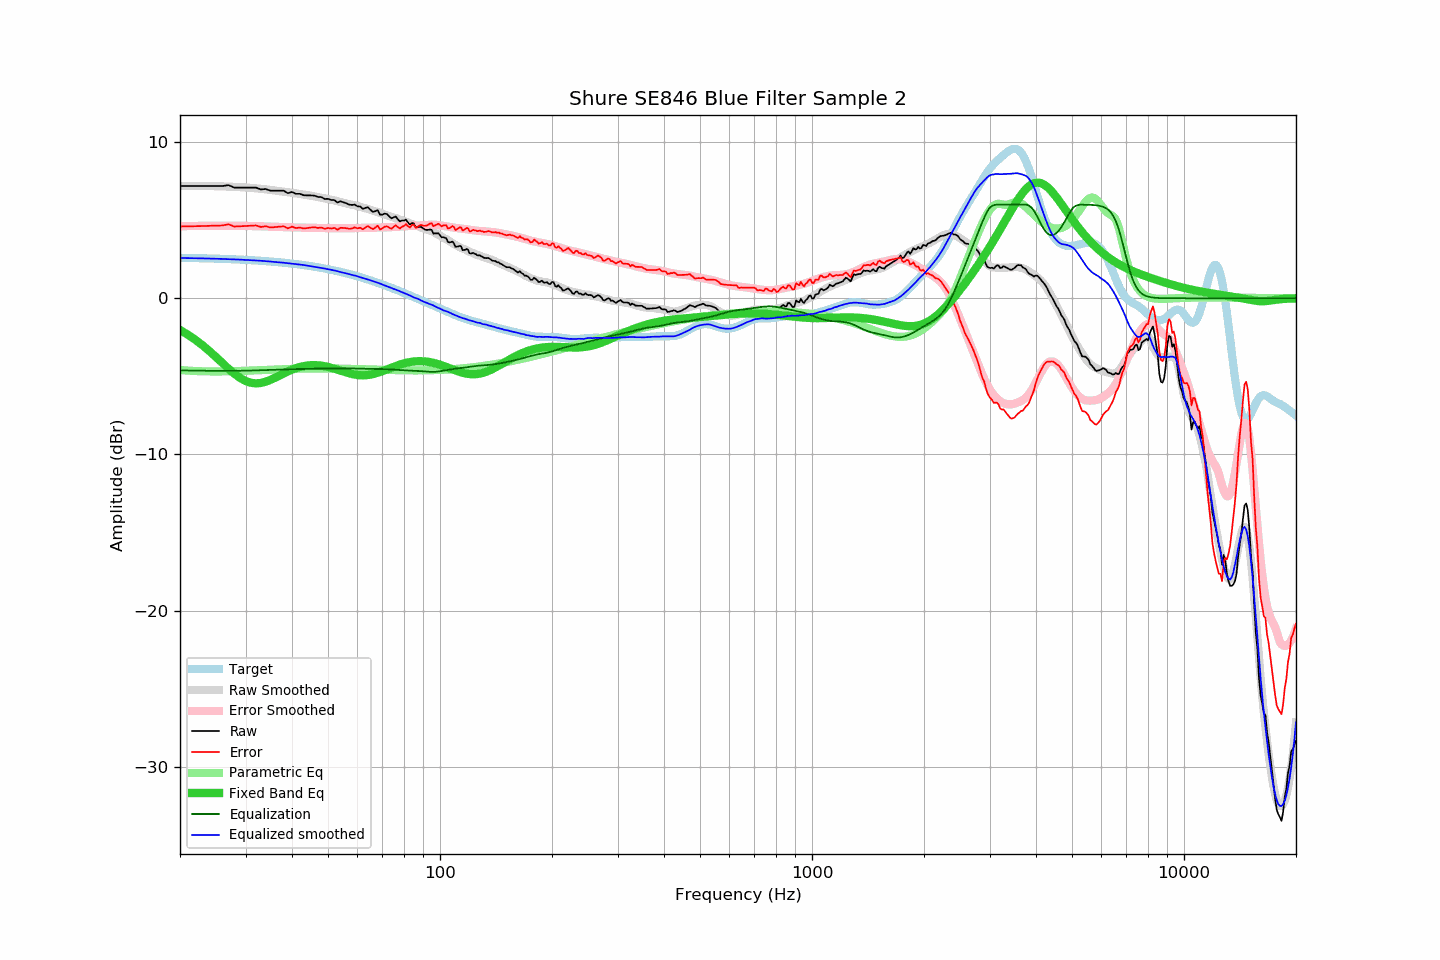 Shure SE846 Blue Filter Sample 2
10
0
−10
−20
−30
Amplitude (dBr)
Target
Raw Smoothed
Error Smoothed
Raw
Error
Parametric Eq
Fixed Band Eq
Equalization
Equalized smoothed
100
1000
10000
Frequency (Hz)